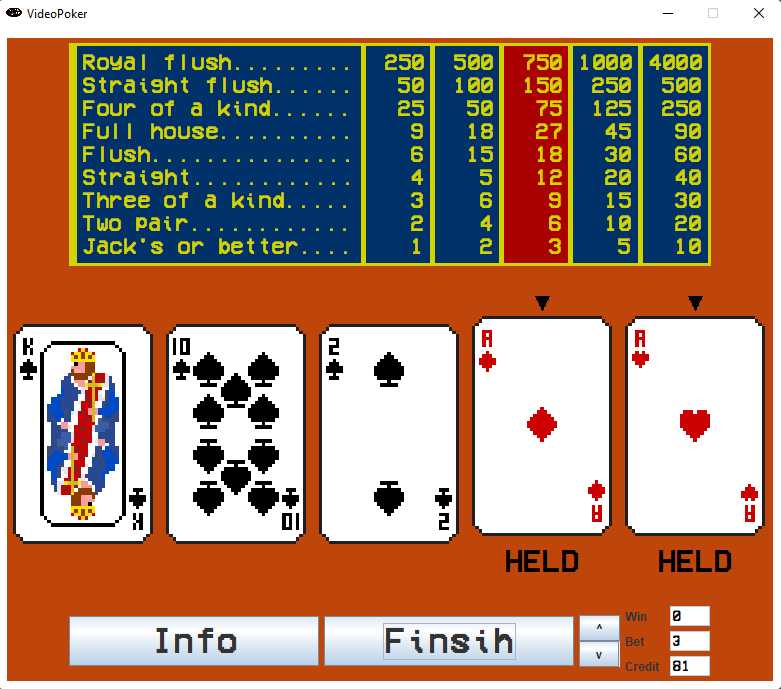 VideoPoker
Royal flush......... 250 500 750 1000 4000
Straight flush...... 50 100 150 250 500
Four of a kind...... 25 50 75 125 250
Full house.......... 9 18 27 45 90
Flush............... 6 15 18 30 60
Straight............ 4 5 12 20 40
Three of a kind..... 3 6 9 15 30
Two pair............ 2 4 6 10 20
Jack's or better.... 1 2 3 5 10
K 10 2 A A
K 10 2 A A
HELD HELD
Info Finsih
Win 0
Bet 3
Credit 81